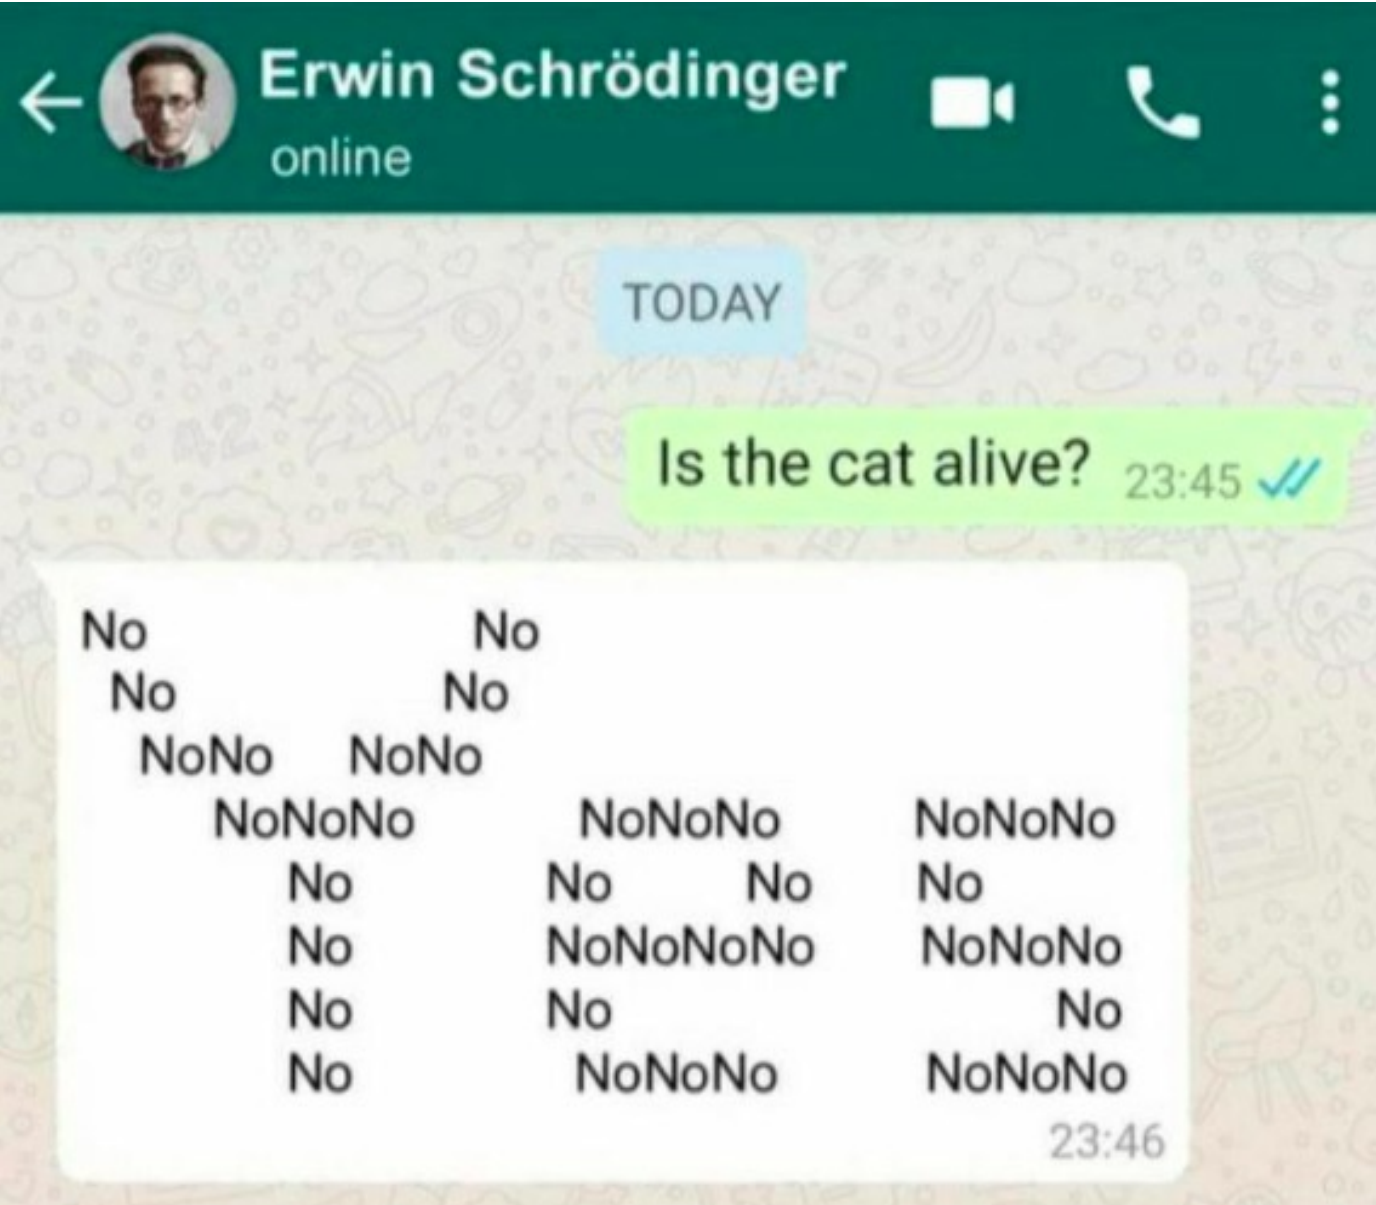 Erwin Schrödinger
online
TODAY
Is the cat alive? 23:45
No No
No No
NoNo NoNo
NoNoNo NoNoNo NoNoNo
No No No No
No NoNoNoNo NoNoNo
No No No
No NoNoNo NoNoNo
23:46